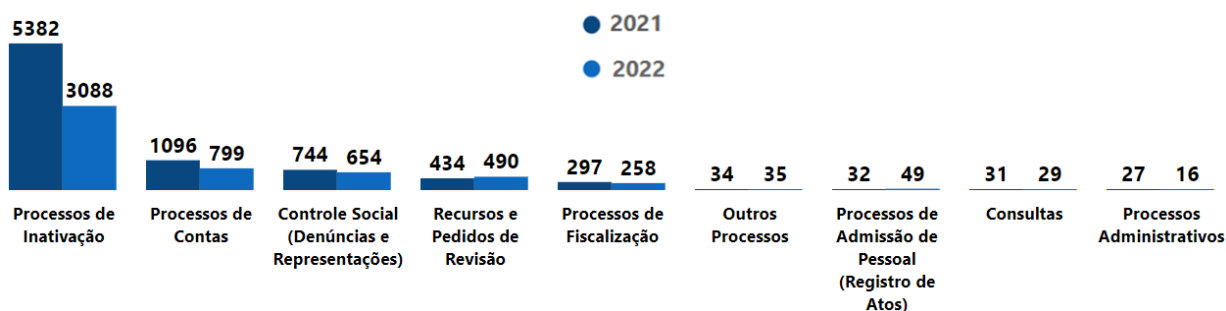 2021
2022
5382
3088
1096
799
744
654
434
490
297
258
34
35
32
49
31
29
27
16
Processos de
Inativação
Processos de
Contas
Controle Social
(Denúncias e
Representações)
Recursos e
Pedidos de
Revisão
Processos de
Fiscalização
Outros
Processos
Processos de
Admissão de
Pessoal
(Registro de
Atos)
Consultas
Processos
Administrativos